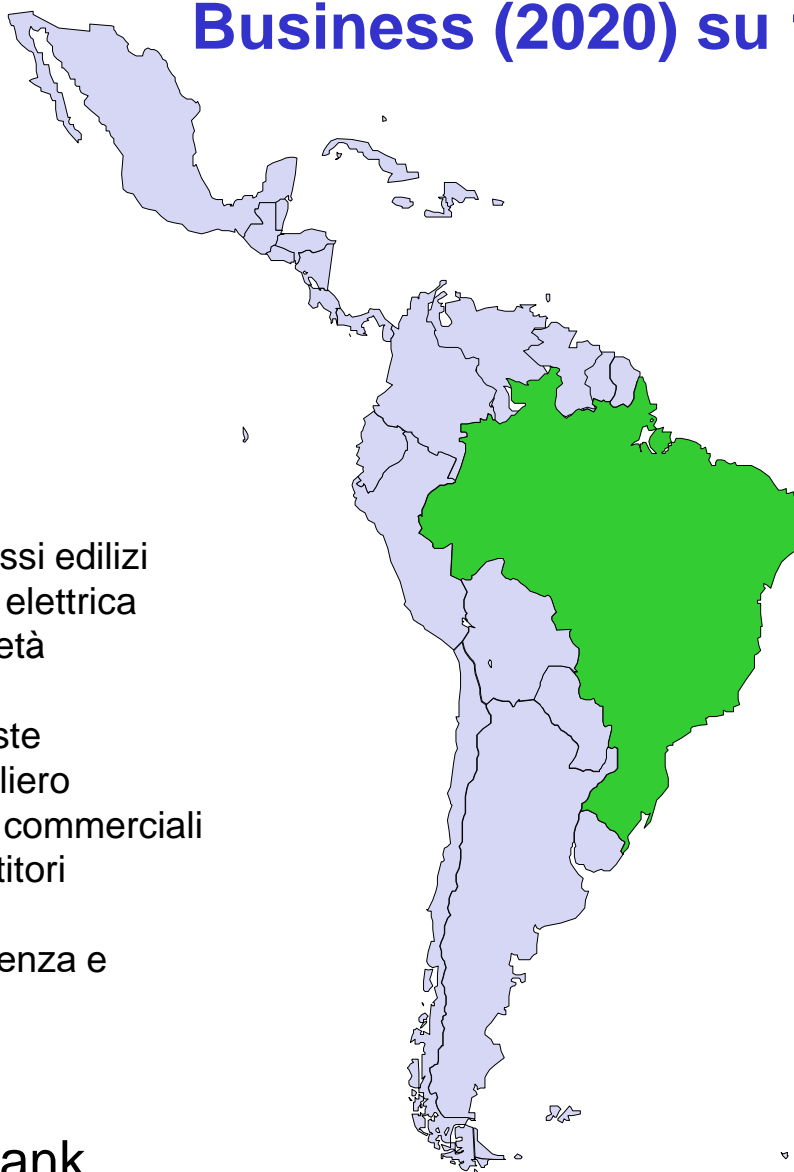 Business (2020) su
ssi edilizi
elettrica
età
ste
liero
commerciali
titori
enza e
ank